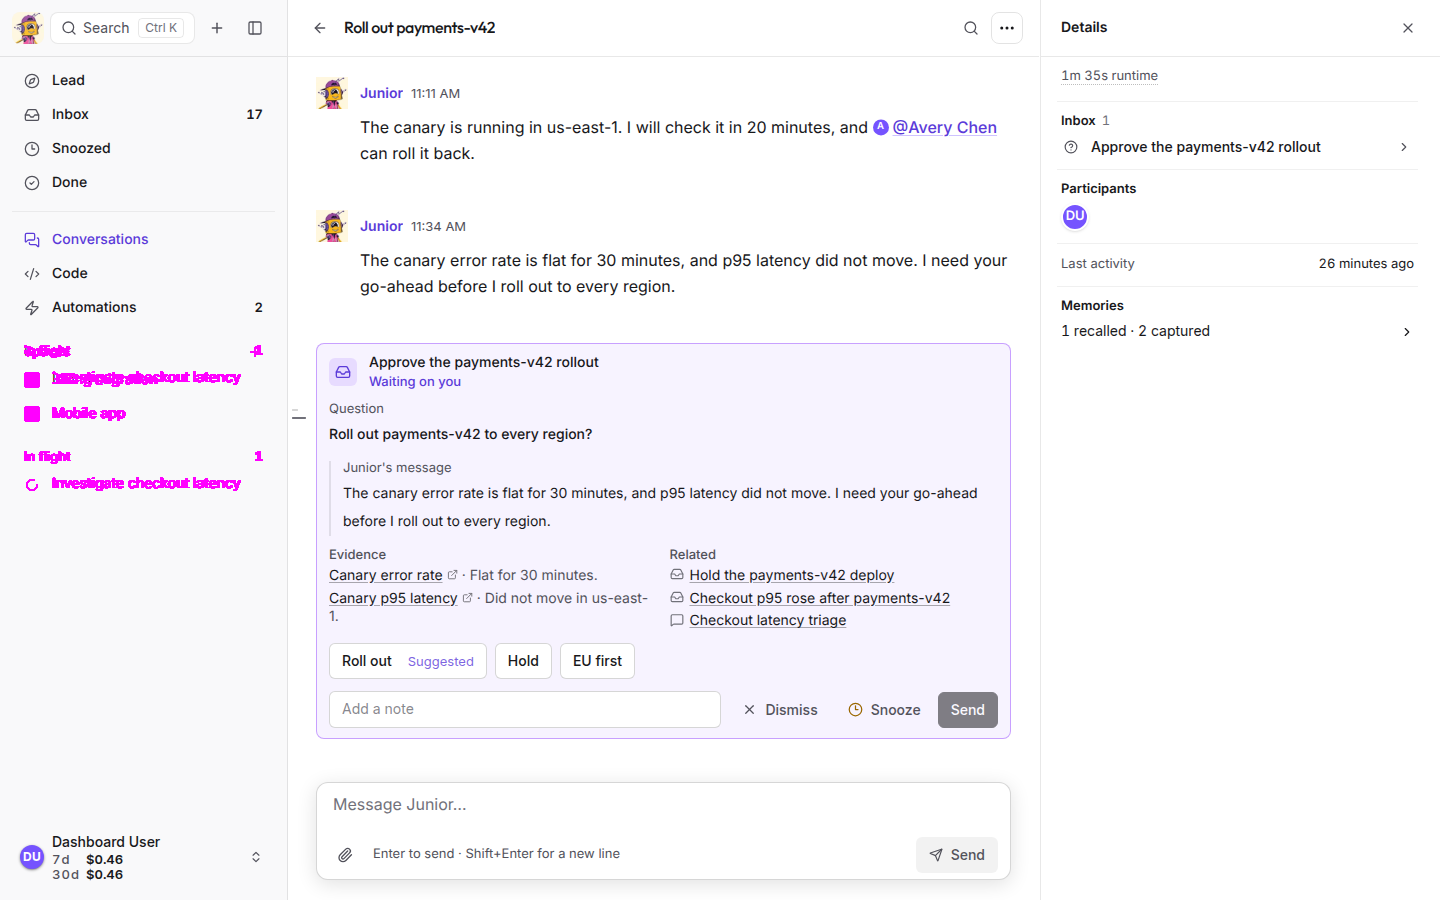 Search Ctrl K
Lead
Inbox 17
Snoozed
Done
Conversations
Code
Automations 2
1
Investigate checkout latency
Mobile app
In flight 1
Investigate checkout latency
DU Dashboard User
7d $0.46
30d $0.46
Roll out payments-v42
Junior 11:11 AM
The canary is running in us-east-1. I will check it in 20 minutes, and A @Avery Chen
can roll it back.
Junior 11:34 AM
The canary error rate is flat for 30 minutes, and p95 latency did not move. I need your
go-ahead before I roll out to every region.
Approve the payments-v42 rollout
Waiting on you
Question
Roll out payments-v42 to every region?
Junior's message
The canary error rate is flat for 30 minutes, and p95 latency did not move. I need your go-ahead
before I roll out to every region.
Evidence
Canary error rate · Flat for 30 minutes.
Canary p95 latency · Did not move in us-east-
1.
Related
Hold the payments-v42 deploy
Checkout p95 rose after payments-v42
Checkout latency triage
Roll out Suggested Hold EU first
Add a note Dismiss Snooze Send
Message Junior...
Enter to send · Shift+Enter for a new line Send
Details
1m 35s runtime
Inbox 1
Approve the payments-v42 rollout
Participants
DU
Last activity 26 minutes ago
Memories
1 recalled · 2 captured